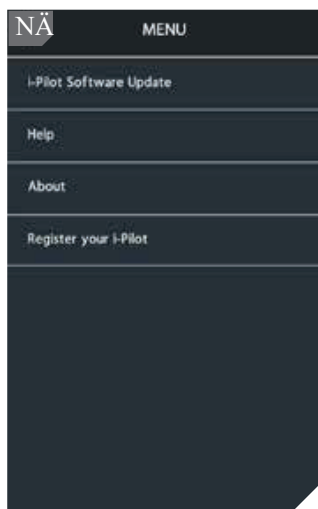 NÄ
MENU
i-Pilot Software Update
Help
About
Register your i-Pilot